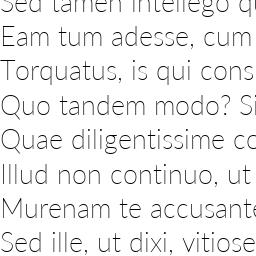 Sed tamen intellego
Eam tum adesse, cum
Torquatus, is qui cons
Quo tandem modo? Si
Quae diligentissime co
Illud non continuo, ut
Murenam te accusante
Sed ille, ut dixi, vitiose